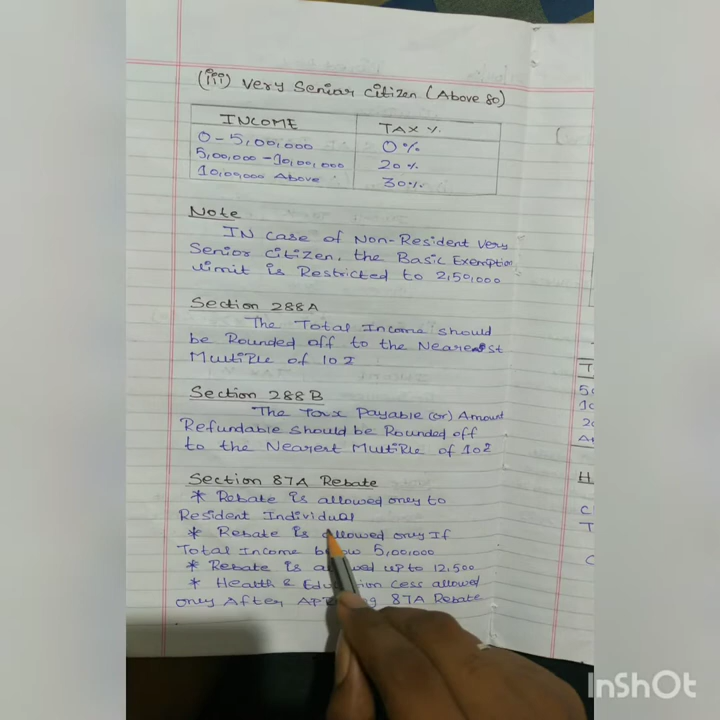 (iii) Very Senior Citizen (Above 80)
INCOME TAX %
0-5,00,000 0%
5,00,000-10,00,000 20%
10,00,000 Above 30%
Note
IN case of Non-Resident Very
Senior Citizen, the Basic Exemption
limit is Restricted to 2,50,000
Section 288A
The Total Income should
be Rounded off to the Nearest
Multiple of 10₹
Section 288B
The Tax Payable (or) Amount
Refundable should be Rounded off
to the Nearest Multiple of 10₹
Section 87A Rebate
* Rebate is allowed only to
Resident Individual
* Rebate is allowed only If
Total Income below 5,00,000
* Rebate is allowed upto 12,500
* Health & Education cess allowed
only After 87A Rebate
InShOt